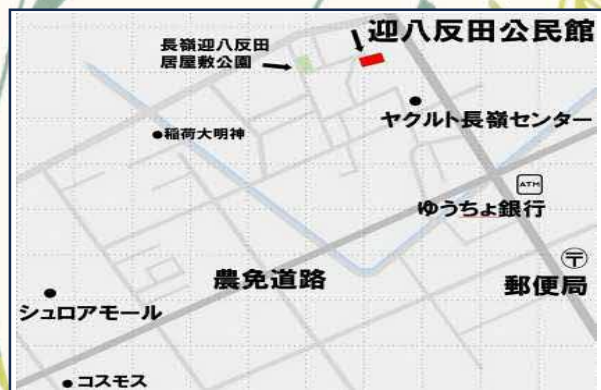 迎八反田公民館
長嶺迎八反田
居屋敷公園
ヤクルト長嶺センター
稲荷大明神
ATM
ゆうちょ銀行
農免道路
〒
郵便局
シュロアモール
コスモス